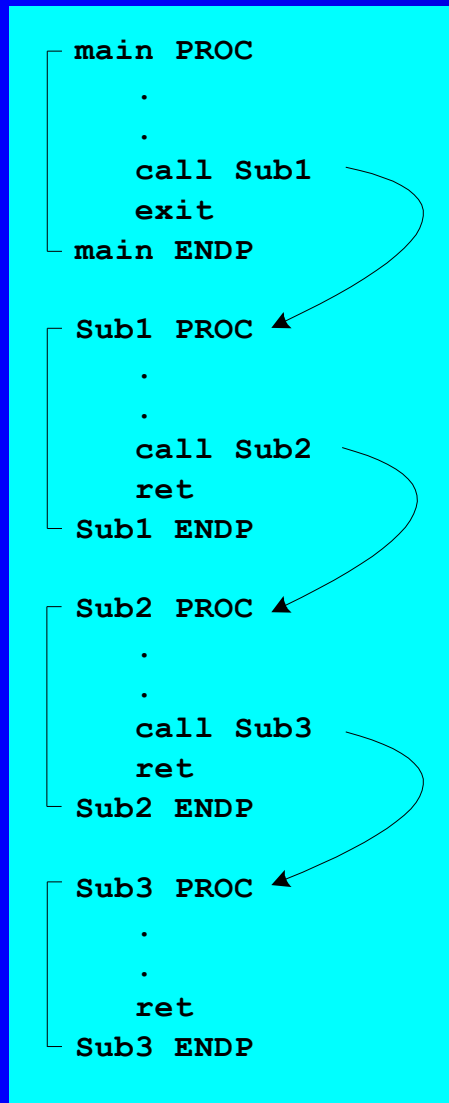 main PROC
.
.
call Sub1
exit
main ENDP
Sub1 PROC
.
.
call Sub2
ret
Sub1 ENDP
Sub2 PROC
.
.
call Sub3
ret
Sub2 ENDP
Sub3 PROC
.
.
ret
Sub3 ENDP